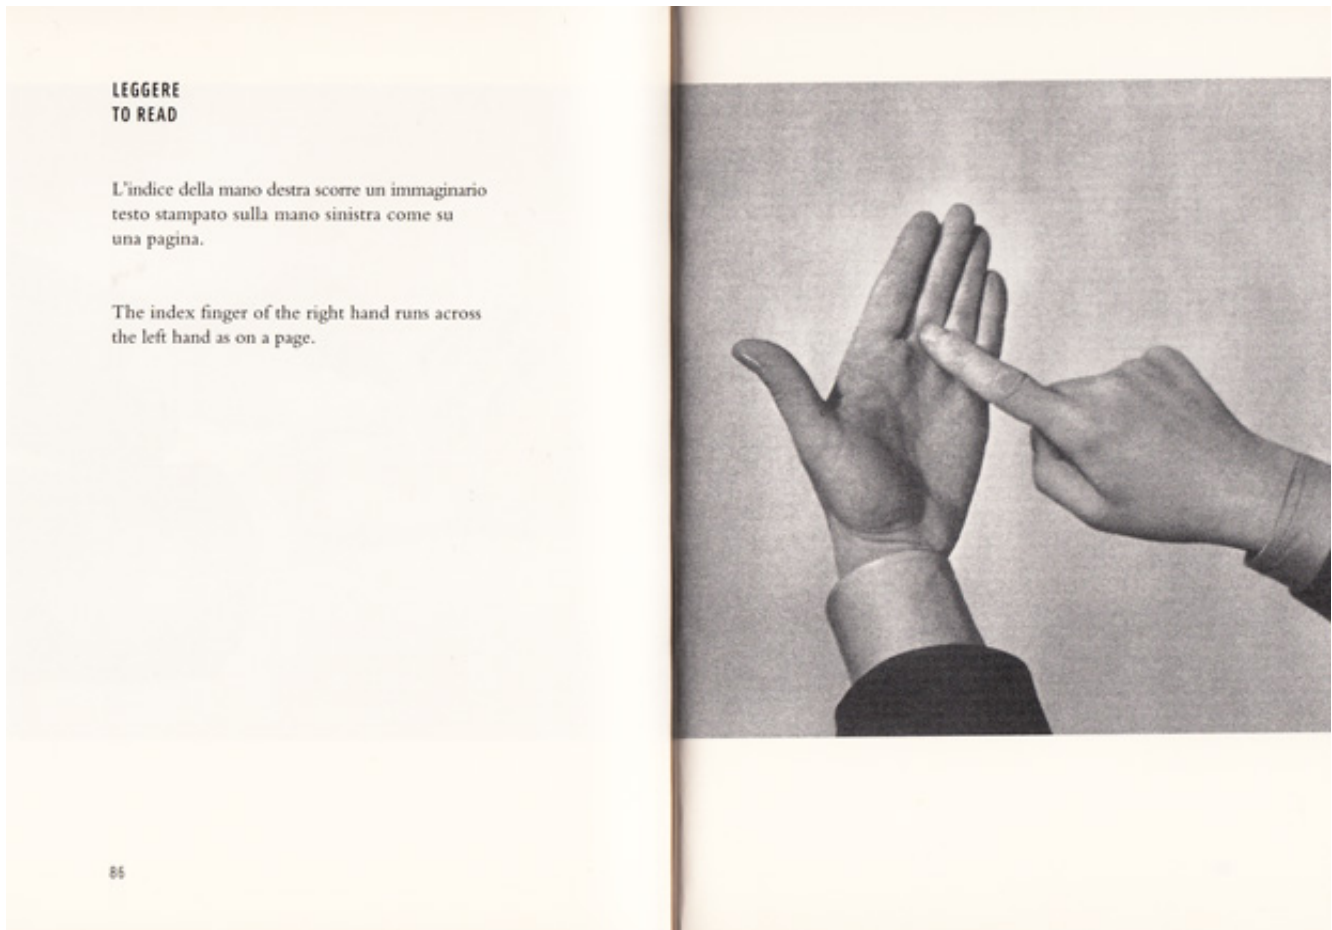 LEGGERE
TO READ
L'indice della mano destra scorre un immaginario
testo stampato sulla mano sinistra come su
una pagina.
The index finger of the right hand runs across
the left hand as on a page.
86